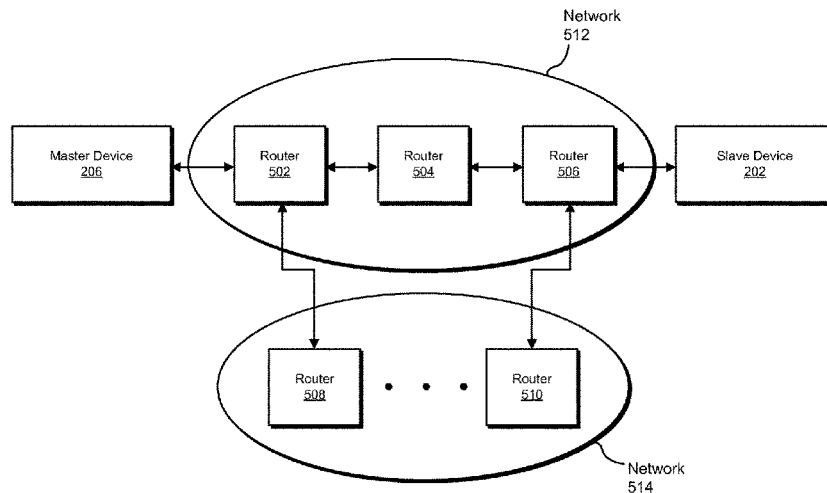 Network
512
Master Device
206
Router
502
Router
504
Router
506
Slave Device
202
Router
508
Router
510
Network
514